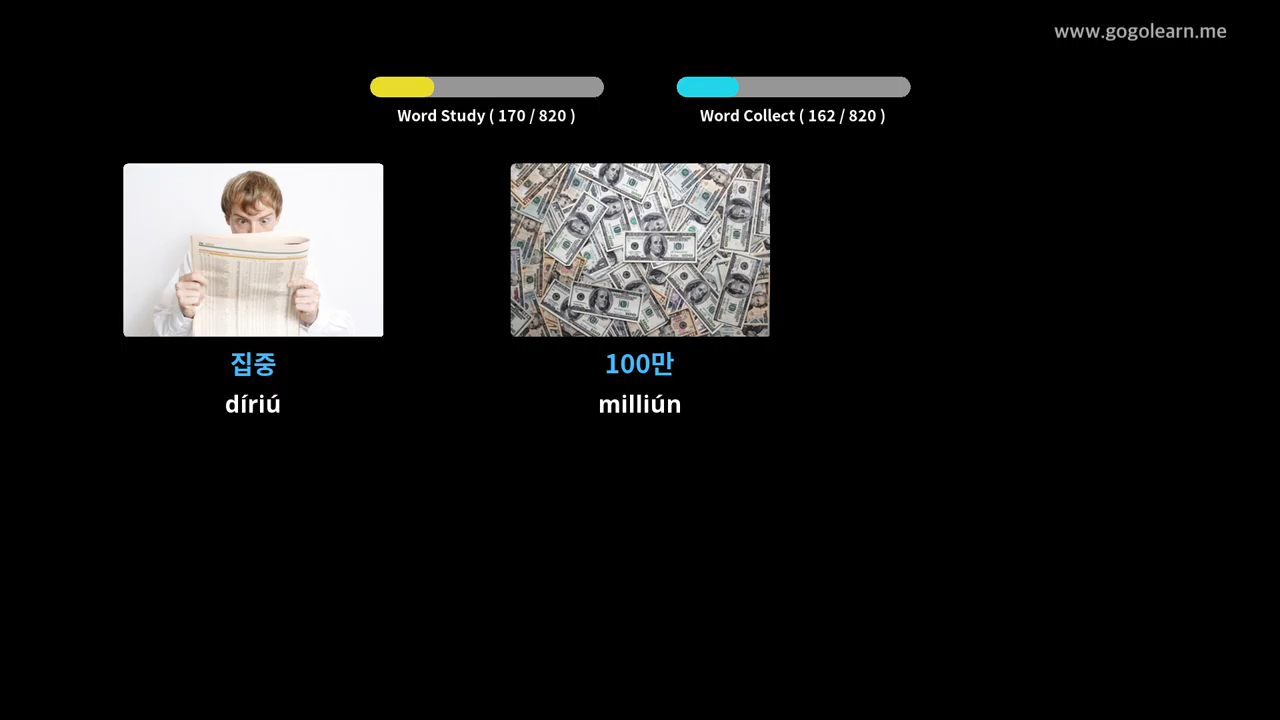 www.gogolearn.me
Word Study ( 170 / 820 )
Word Collect ( 162 / 820 )
집중
díriú
100만
milliún